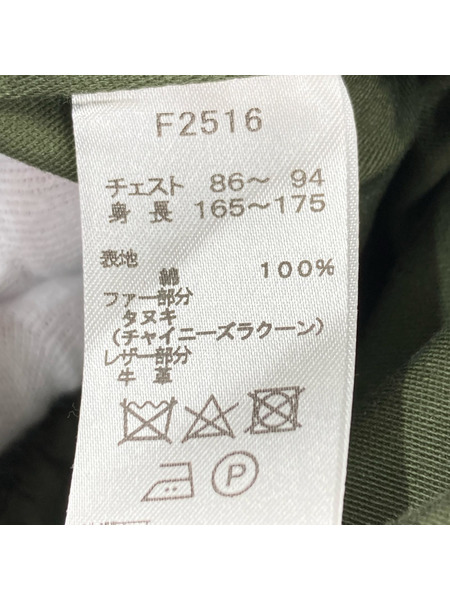 F2516
チェスト 86～ 94
身 長 165～175
表地
綿 100%
ファー部分
タヌキ
(チャイニーズラクーン)
レザー部分
牛 革
P